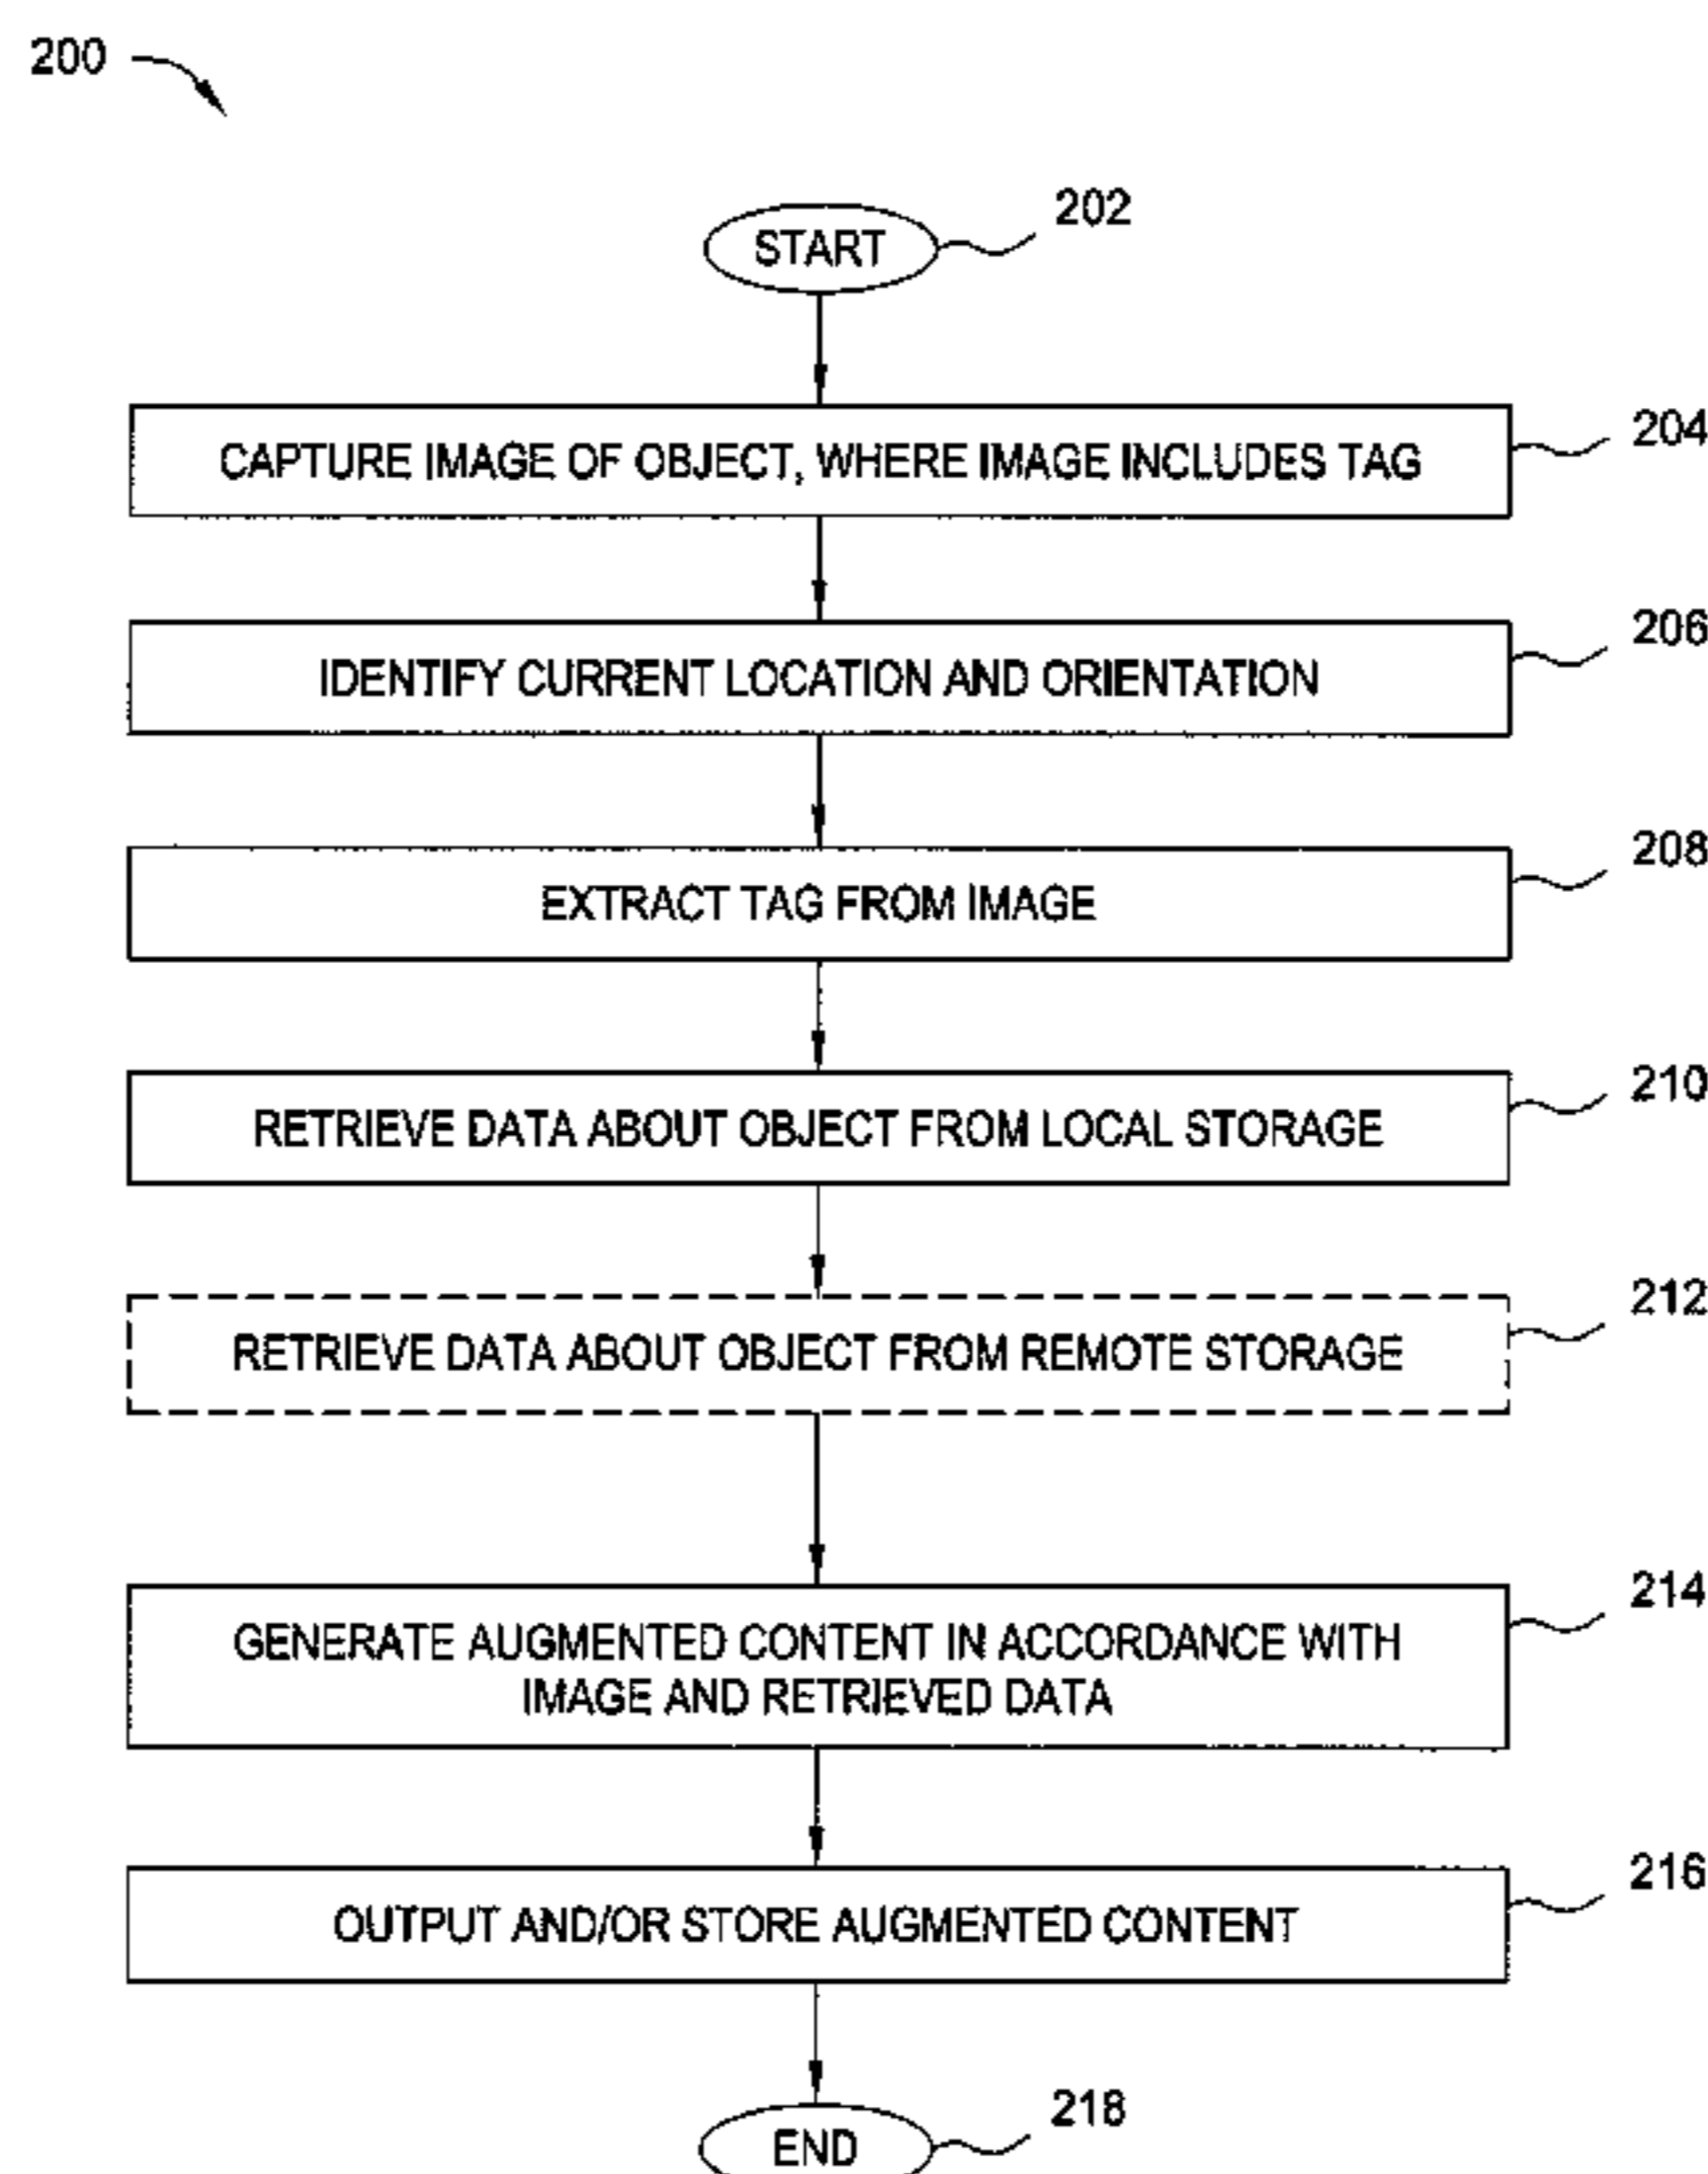 200
START
202
CAPTURE IMAGE OF OBJECT, WHERE IMAGE INCLUDES TAG
204
IDENTIFY CURRENT LOCATION AND ORIENTATION
206
EXTRACT TAG FROM IMAGE
208
RETRIEVE DATA ABOUT OBJECT FROM LOCAL STORAGE
210
RETRIEVE DATA ABOUT OBJECT FROM REMOTE STORAGE
212
GENERATE AUGMENTED CONTENT IN ACCORDANCE WITH
IMAGE AND RETRIEVED DATA
214
OUTPUT AND/OR STORE AUGMENTED CONTENT
216
END
218